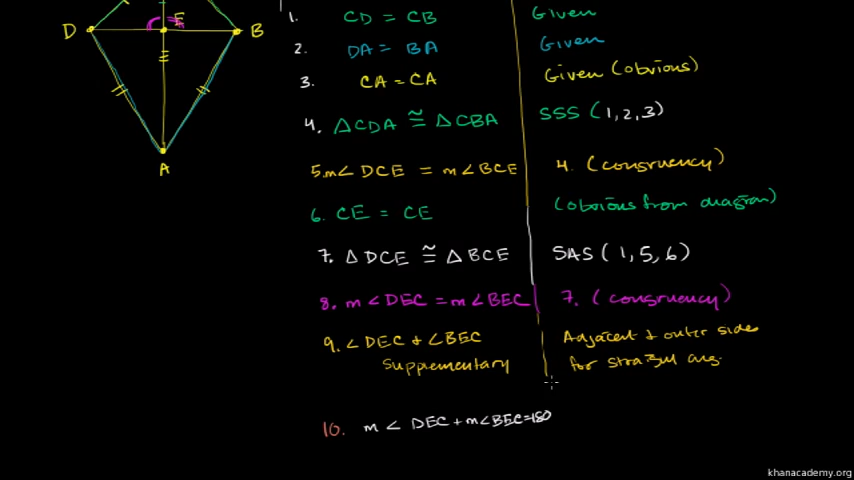 1. CD = CB Given
E
D B
2. DA = BA Given
3. CA = CA Given (obvious)
4. △CDA ≅ △CBA SSS (1,2,3)
A
5. m∠DCE = m∠BCE 4. (congruency)
6. CE = CE (obvious from diagram)
7. △DCE ≅ △BCE SAS (1,5,6)
8. m∠DEC = m∠BEC 7. (congruency)
9. ∠DEC + ∠BEC Adjacent + outer sides
Supplementary for straight ang.
10. m∠DEC + m∠BEC=180
khanacademy.org